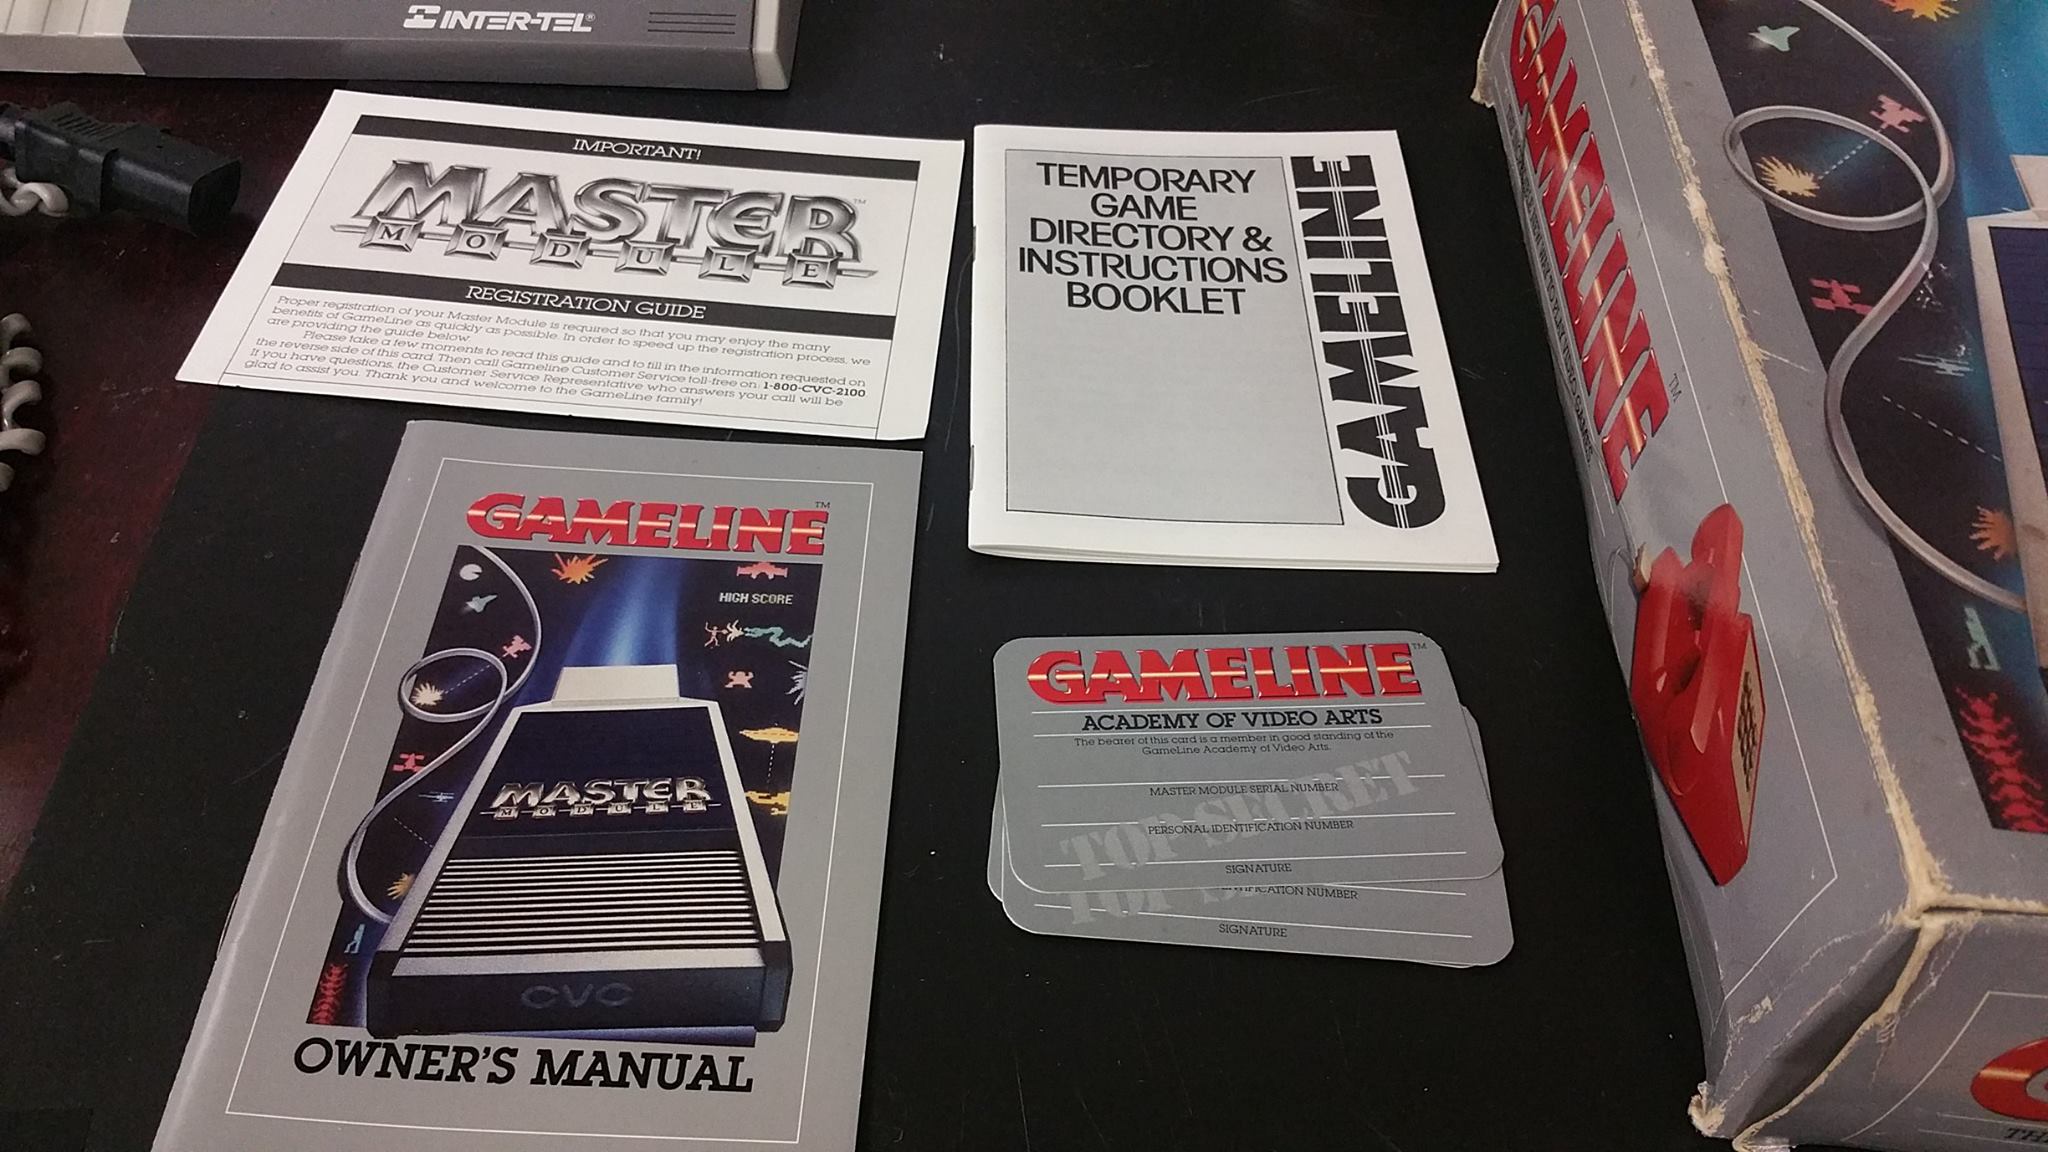 INTER-TEL®
IMPORTANT!
MASTER™
MODULE
REGISTRATION GUIDE
Proper registration of your Master Module is required so that you may enjoy the many
benefits of GameLine as quickly as possible. In order to speed up the registration process, we
are providing the guide below.
Please take a few moments to read this guide and to fill in the information requested on
the reverse side of this card. Then call Gameline Customer Service toll-free on: 1-800-CVC-2100
If you have questions, the Customer Service Representative who answers your call will be
glad to assist you. Thank you and welcome to the GameLine family!
TEMPORARY
GAME
DIRECTORY &
INSTRUCTIONS
BOOKLET
GAMELINE
GAMELINE™
HIGH SCORE
MASTER
MODULE
CVC
OWNER'S MANUAL
GAMELINE™
ACADEMY OF VIDEO ARTS
The bearer of this card is a member in good standing of the
GameLine Academy of Video Arts.
MASTER MODULE SERIAL NUMBER
PERSONAL IDENTIFICATION NUMBER
TOP SECRET
SIGNATURE
IDENTIFICATION NUMBER
TOP
SIGNATURE
GAMELINE™